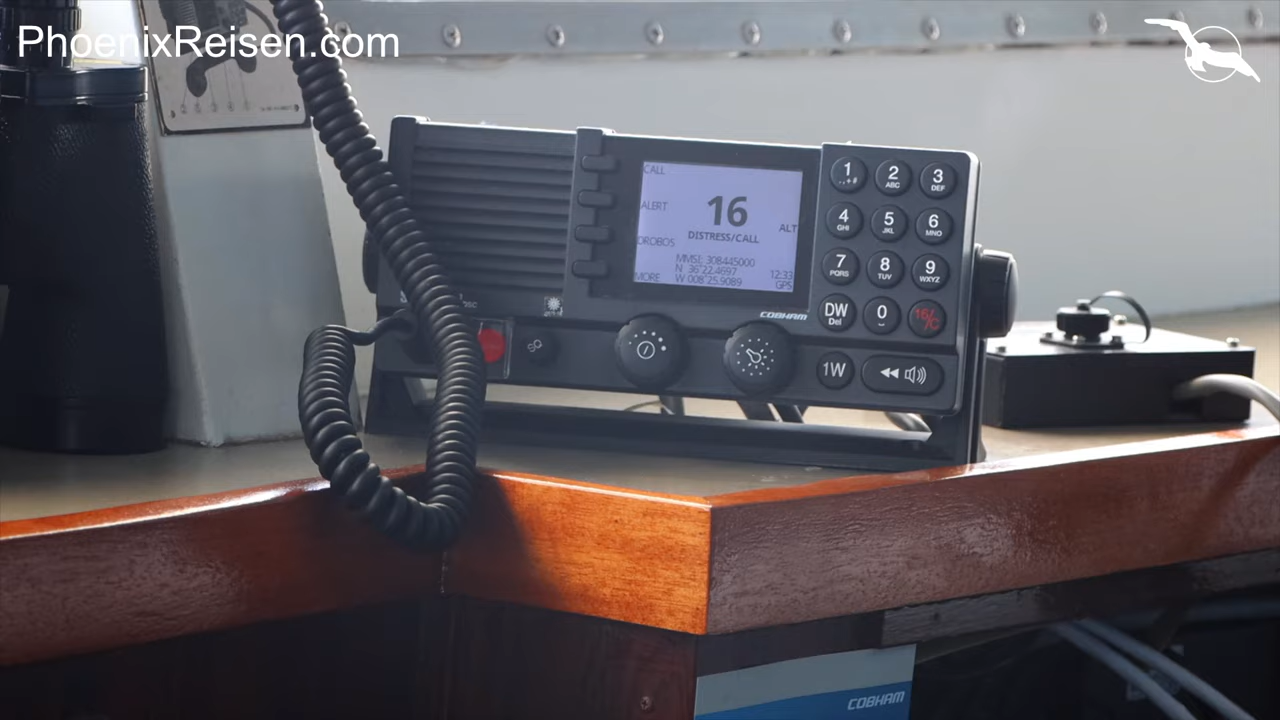 PhoenixReisen.com
CALL
16
ALERT
ALT
DISTRESS/CALL
DROBOS
MMSI: 308445000
N 36°22.4697
12:33
MORE
W 008°25.9089
GPS
COBHAM
1
2
ABC
3
DEF
4
GHI
5
JKL
6
MNO
7
PQRS
8
TUV
9
WXYZ
DW
Del
0
16/C
1W
DSC
COBHAM